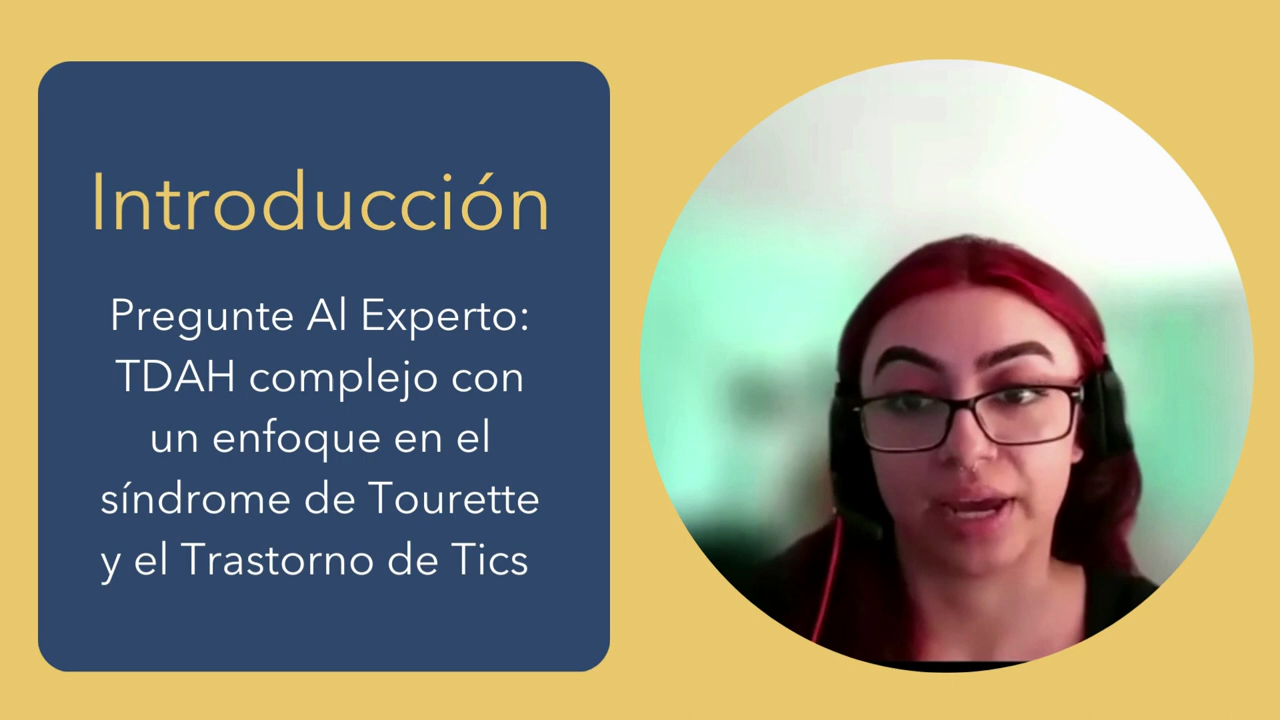 Introducción
Pregunte Al Experto:
TDAH complejo con
un enfoque en el
síndrome de Tourette
y el Trastorno de Tics